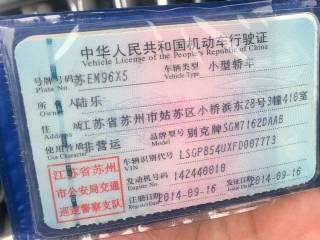 中华人民共和国机动车行驶证
Vehicle License of the People's Republic of China
号牌号码 苏EM96X5 车辆类型 小型轿车
Plate No. Vehicle Type
所有人 陆乐
Owner
住址 江苏省苏州市姑苏区小桥浜东28号3幢410室
使用性质 非营运 品牌型号 别克牌SGM7162DAAB
Use Character
车辆识别代号 LSGPB54UXFD007773
VIN
发动机号码 142440010
Engine No.
注册日期 2014-09-16 发证日期 2014-09-16
Register Date Issue Date
江苏省苏州
市公安局交通
巡逻警察支队